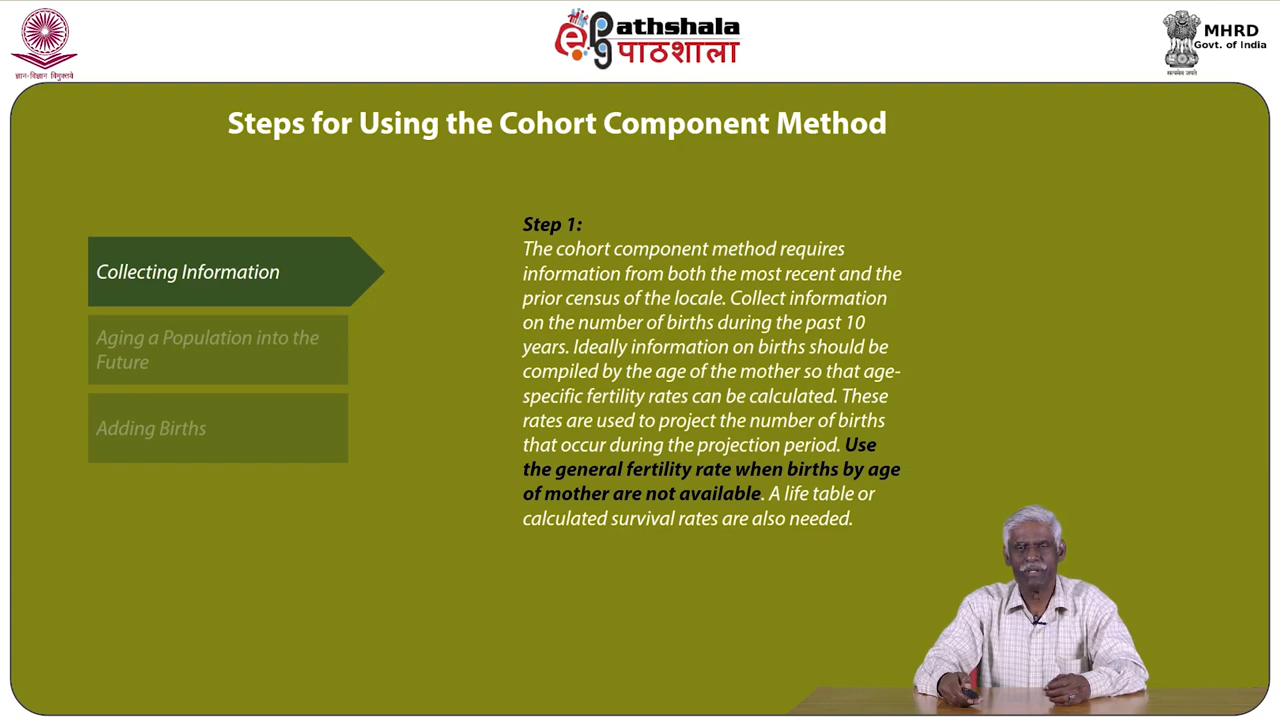 ज्ञान-विज्ञान विमुक्तये
ePG Pathshala
पाठशाला
सत्यमेव जयते
MHRD
Govt. of India
Steps for Using the Cohort Component Method
Collecting Information
Aging a Population into the
Future
Adding Births
Step 1:
The cohort component method requires
information from both the most recent and the
prior census of the locale. Collect information
on the number of births during the past 10
years. Ideally information on births should be
compiled by the age of the mother so that age-
specific fertility rates can be calculated. These
rates are used to project the number of births
that occur during the projection period. Use
the general fertility rate when births by age
of mother are not available. A life table or
calculated survival rates are also needed.